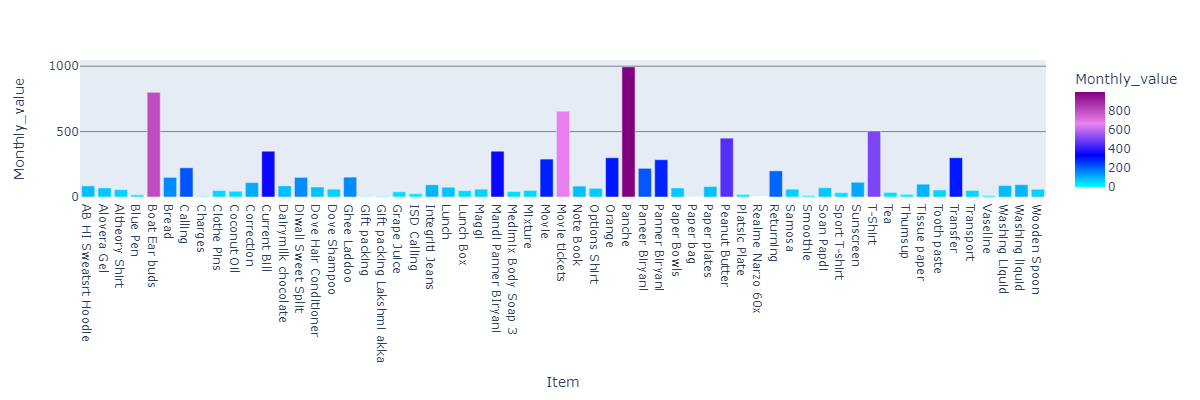 Monthly_value
1000
500
0
AB HI Sweatsrt Hoodie
Alovera Gel
Atheory Shirt
Blue Pen
Boat Ear buds
Bread
Calling
Charges
Clothe Pins
Coconut Oil
Correction
Current Bill
Dairymilk chocolate
Diwali Sweet Split
Dove Hair Conditioner
Dove Shampoo
Ghee Laddoo
Gift packing
Gift packing Lakshmi akka
Grape Juice
ISD Calling
Integriti Jeans
Lunch
Lunch Box
Maggi
Mandi Panner Biryani
Medimix Body Soap 3
Mixture
Movie
Movie tickets
Note Book
Options Shirt
Orange
Panche
Paneer Biryani
Panner Biryani
Paper Bowls
Paper bag
Paper plates
Peanut Butter
Platsic Plate
Realme Narzo 60x
Returning
Samosa
Smoothie
Soan Papdi
Sport T-shirt
Sunscreen
T-Shirt
Tea
Thumsup
Tissue paper
Tooth paste
Transfer
Transport
Vaseline
Washing Liquid
Washing liquid
Wooden Spoon
Item
Monthly_value
800
600
400
200
0